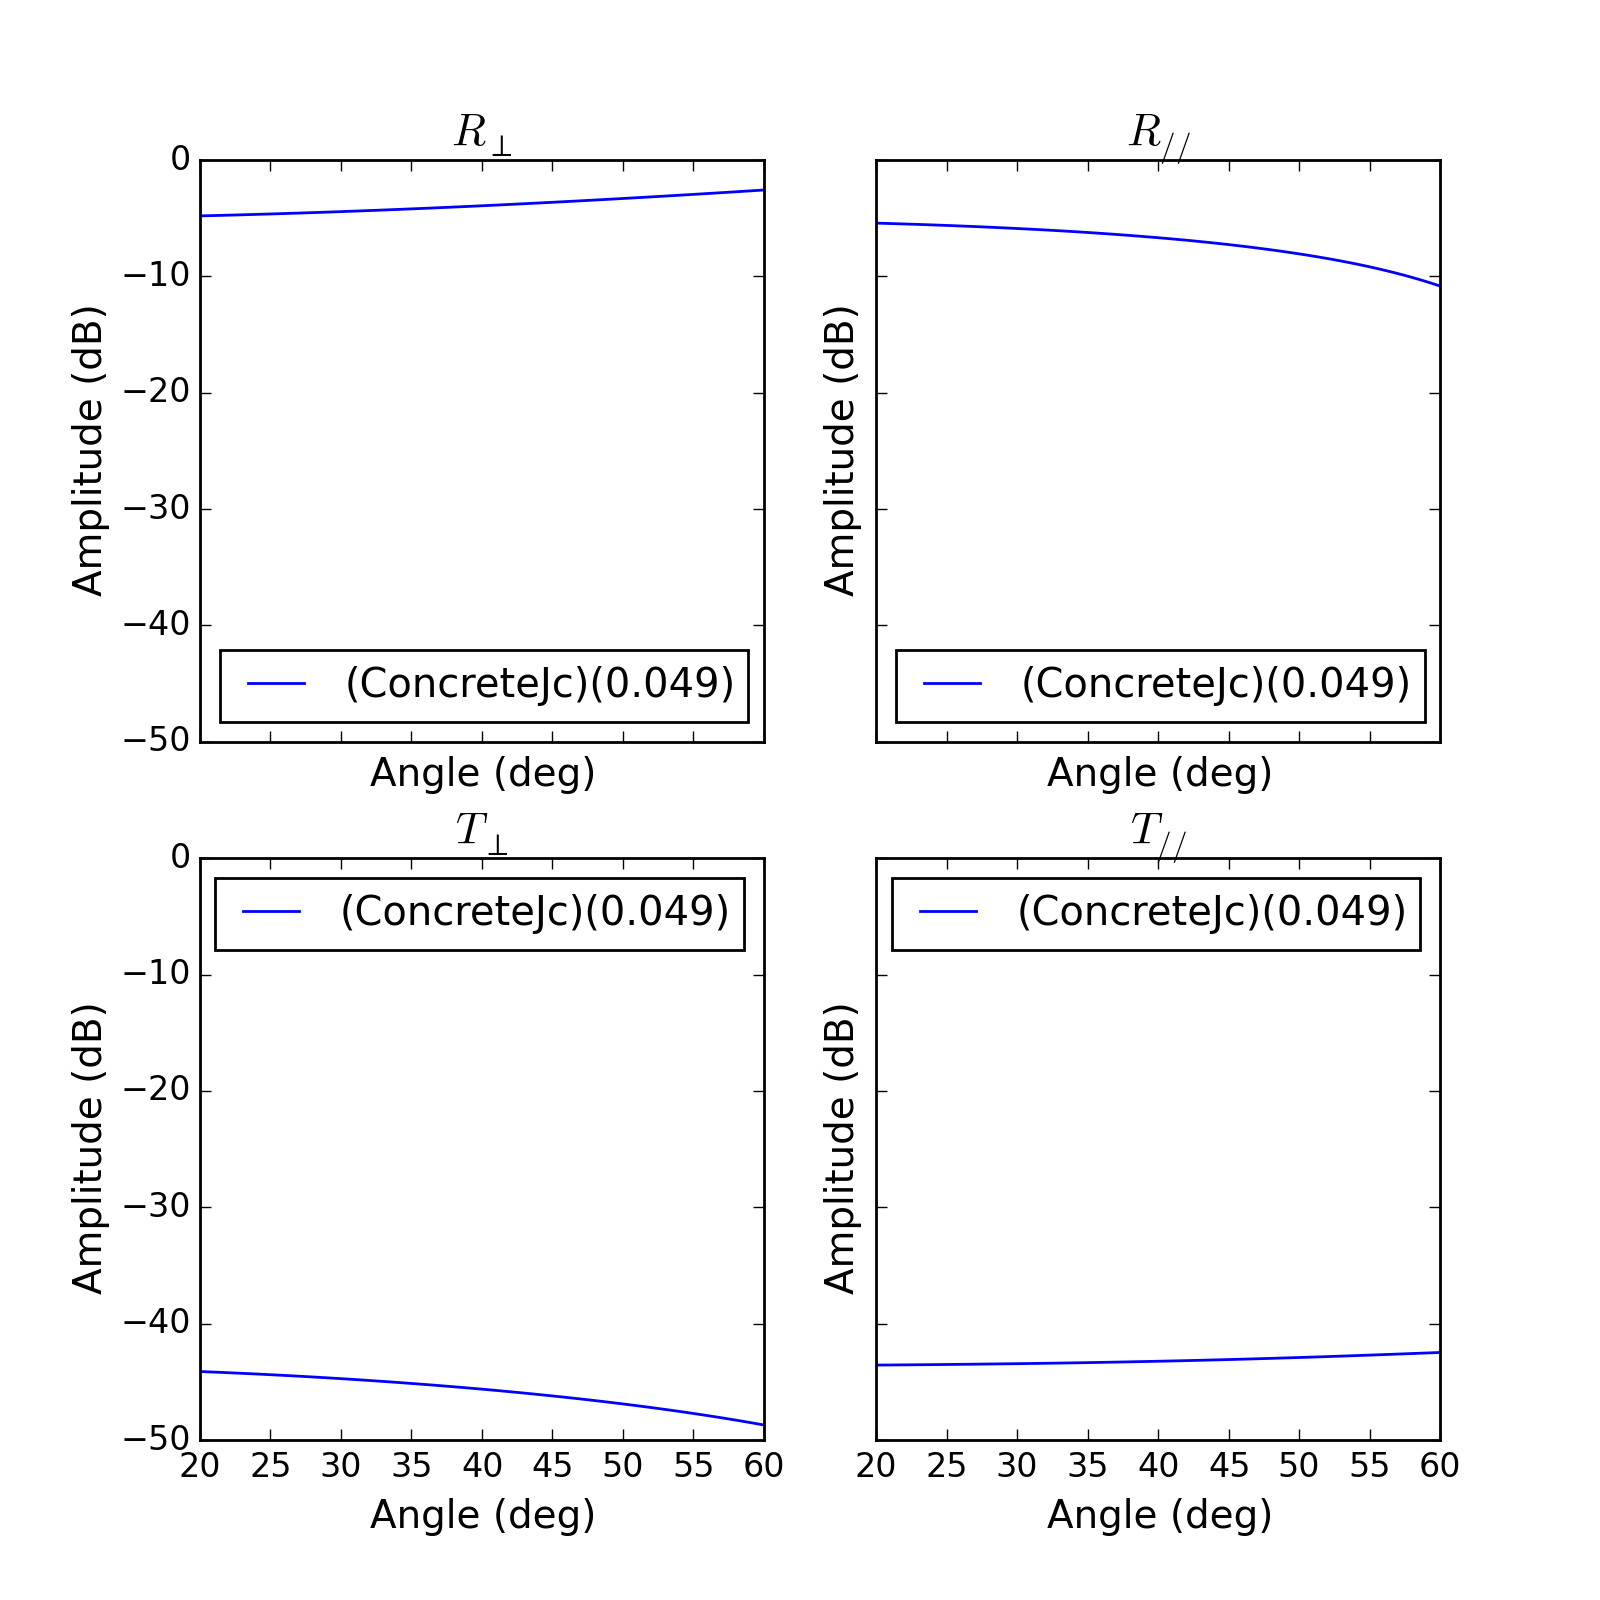 R⊥
0
−10
−20
−30
−40
−50
Amplitude (dB)
(ConcreteJc)(0.049)
Angle (deg)
R//
Amplitude (dB)
(ConcreteJc)(0.049)
Angle (deg)
T⊥
0
−10
−20
−30
−40
−50
Amplitude (dB)
(ConcreteJc)(0.049)
20 25 30 35 40 45 50 55 60
Angle (deg)
T//
Amplitude (dB)
(ConcreteJc)(0.049)
20 25 30 35 40 45 50 55 60
Angle (deg)